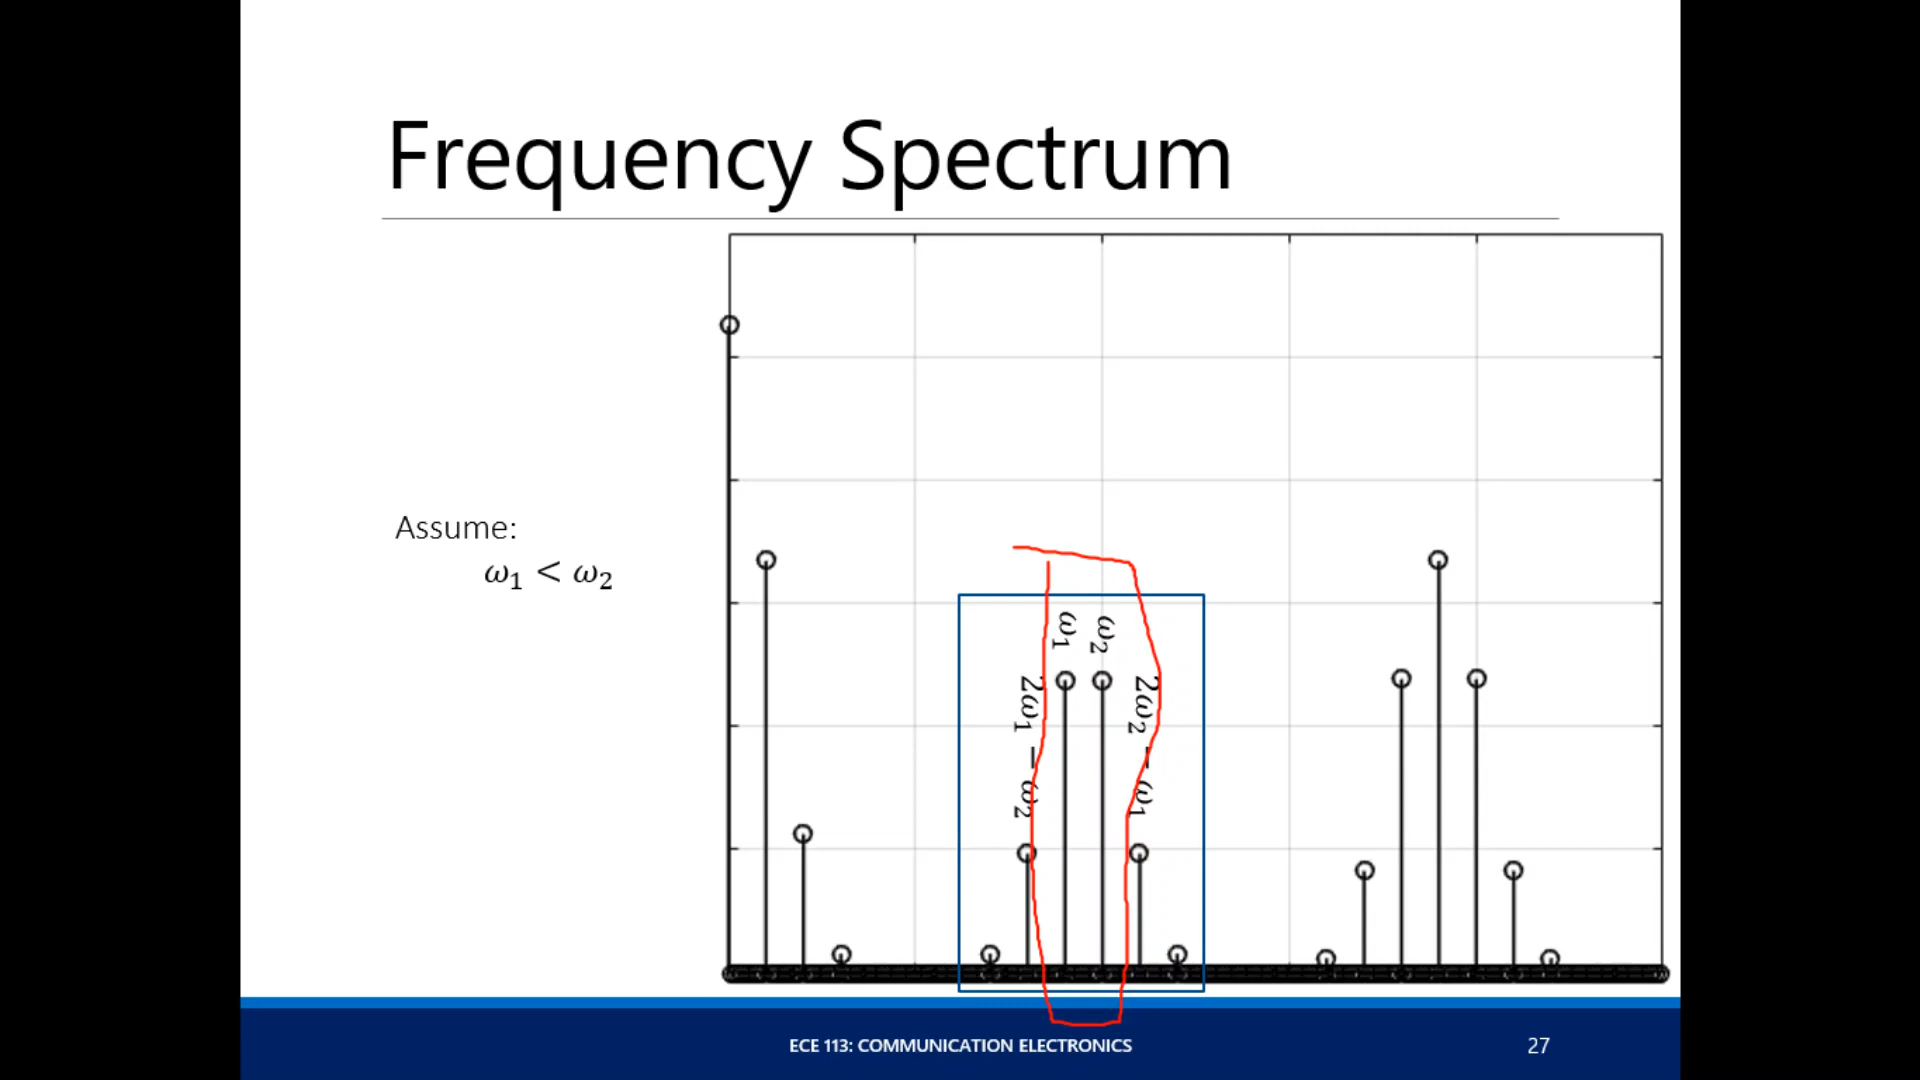 Frequency Spectrum
Assume:
ω₁ < ω₂
ω₁
ω₂
2ω₁ − ω₂
2ω₂ − ω₁
ECE 113: COMMUNICATION ELECTRONICS
27